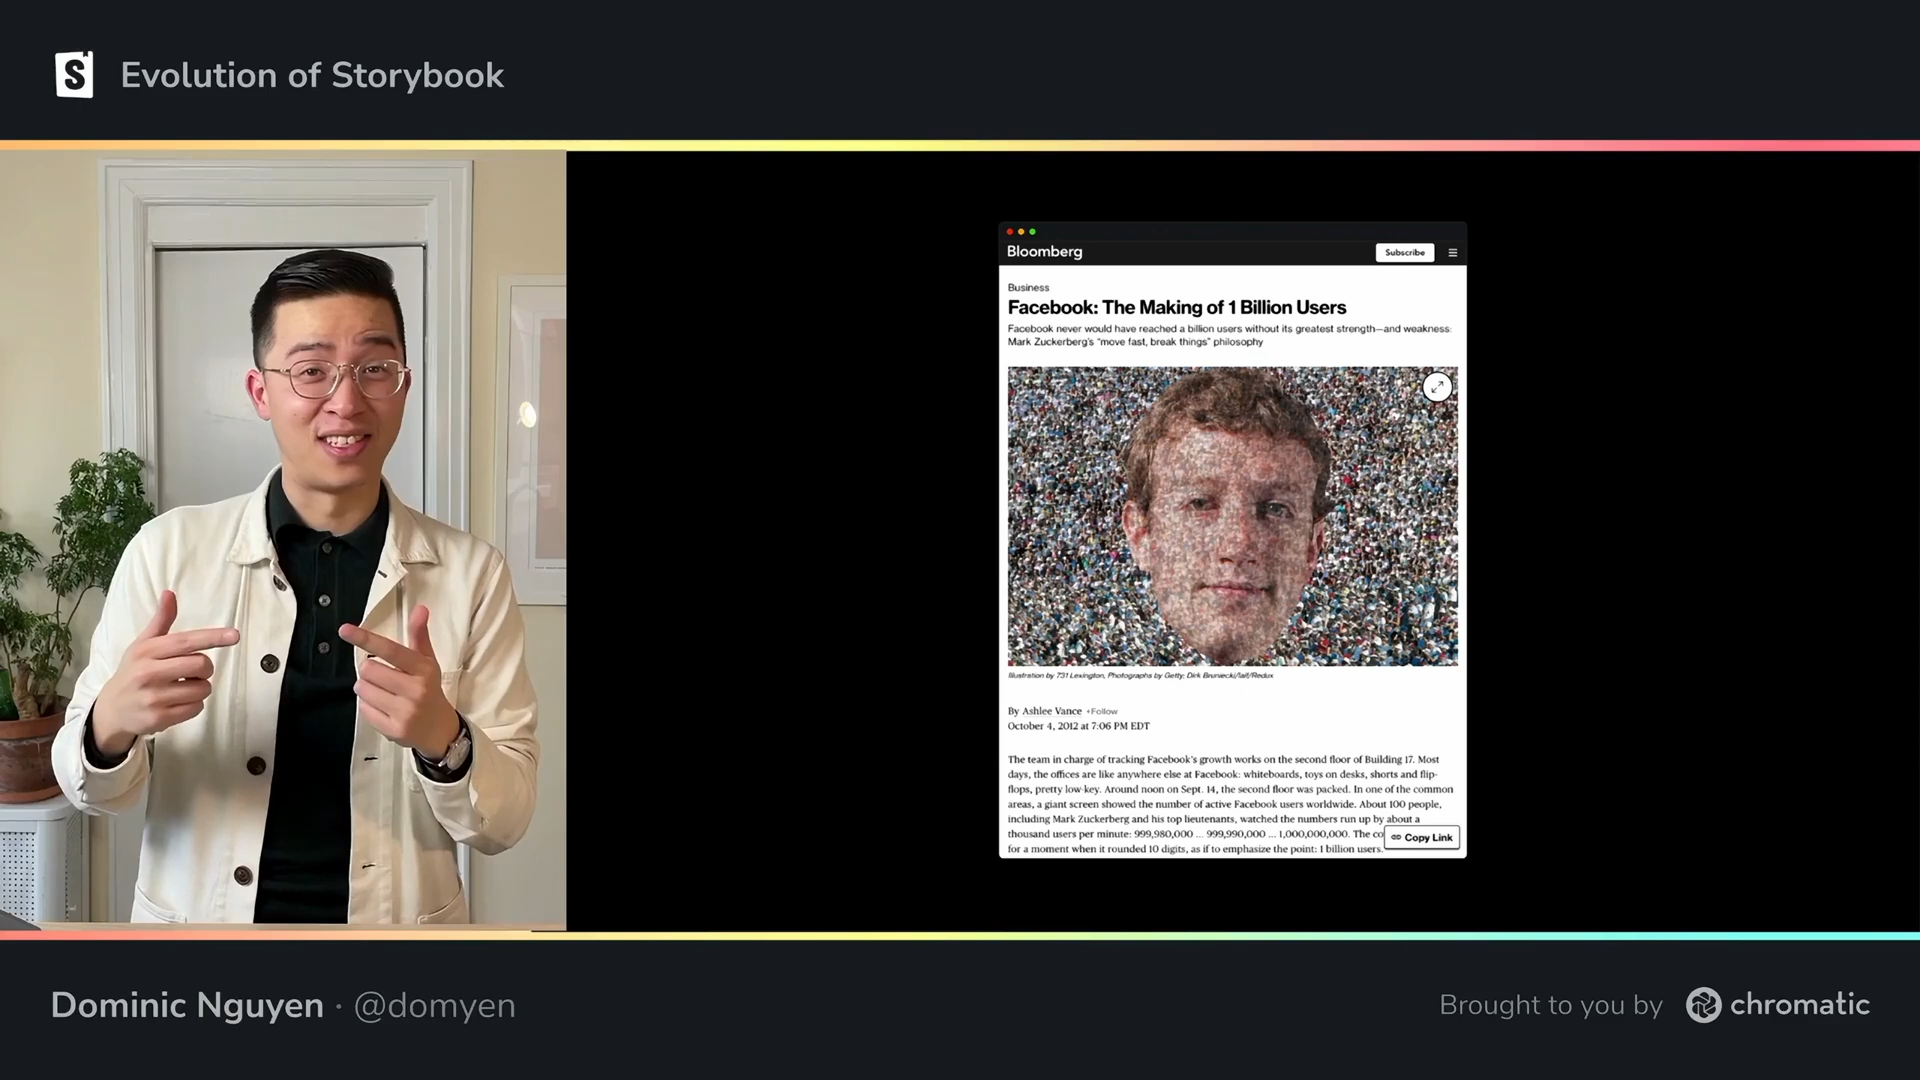 S Evolution of Storybook
Bloomberg
Subscribe
Business
Facebook: The Making of 1 Billion Users
Facebook never would have reached a billion users without its greatest strength—and weakness:
Mark Zuckerberg's "move fast, break things" philosophy
Illustration by 731 Lexington, Photographs by Getty; Dirk Bruniecki/laif/Redux
By Ashlee Vance +Follow
October 4, 2012 at 7:06 PM EDT
The team in charge of tracking Facebook's growth works on the second floor of Building 17. Most
days, the offices are like anywhere else at Facebook: whiteboards, toys on desks, shorts and flip-
flops, pretty low-key. Around noon on Sept. 14, the second floor was packed. In one of the common
areas, a giant screen showed the number of active Facebook users worldwide. About 100 people,
including Mark Zuckerberg and his top lieutenants, watched the numbers run up by about a
thousand users per minute: 999,980,000 ... 999,990,000 ... 1,000,000,000. The co
for a moment when it rounded 10 digits, as if to emphasize the point: 1 billion users.
Copy Link
Dominic Nguyen · @domyen
Brought to you by chromatic